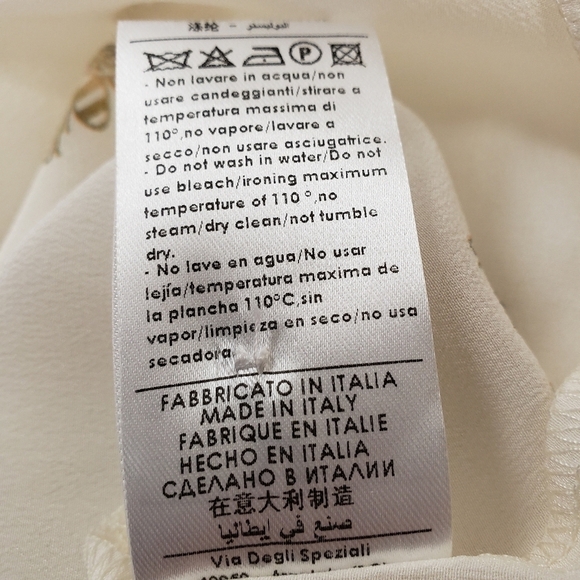 涤纶 - البوليستر
P
- Non lavare in acqua/non
usare candeggianti/stirare a
temperatura massima di
110°,no vapore/lavare a
secco/non usare asciugatrice.
- Do not wash in water/Do not
use bleach/ironing maximum
temperature of 110 °,no
steam/dry clean/not tumble
dry.
- No lave en agua/No usar
lejía/temperatura maxima de
la plancha 110°C,sin
vapor/limpieza en seco/no usa
secadora
FABBRICATO IN ITALIA
MADE IN ITALY
FABRIQUE EN ITALIE
HECHO EN ITALIA
СДЕЛАНО В ИТАЛИИ
在意大利制造
صنع في إيطاليا
Via Degli Speziali